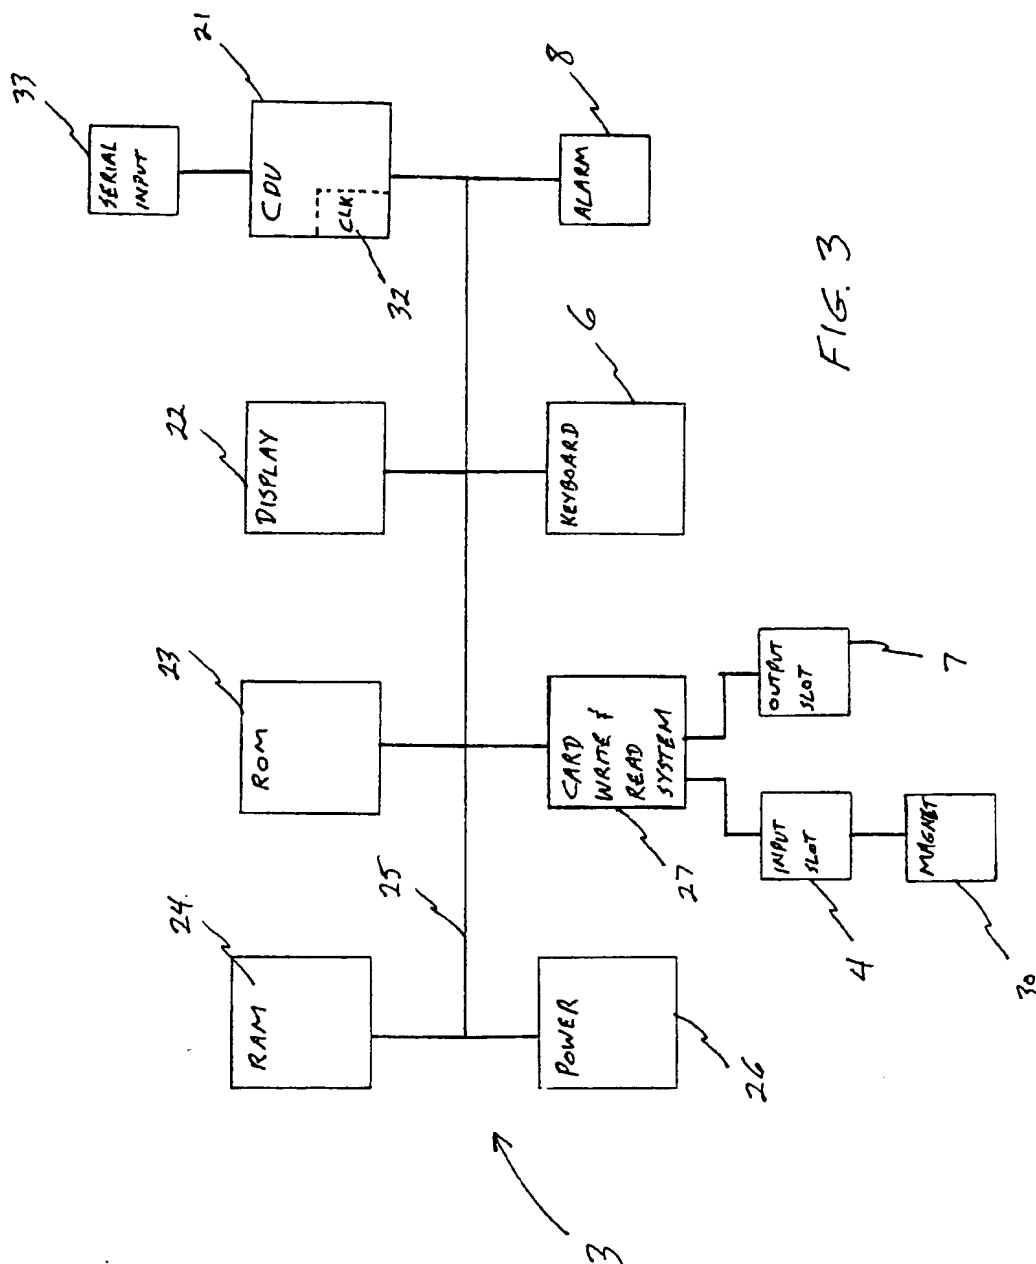 33
SERIAL
INPUT
24
23
22
21
RAM
ROM
DISPLAY
CPU
CLK
32
25
3
POWER
CARD
WRITE &
READ
SYSTEM
KEYBOARD
ALARM
6
8
26
27
INPUT
SLOT
OUTPUT
SLOT
4
7
MAGNET
30
FIG. 3